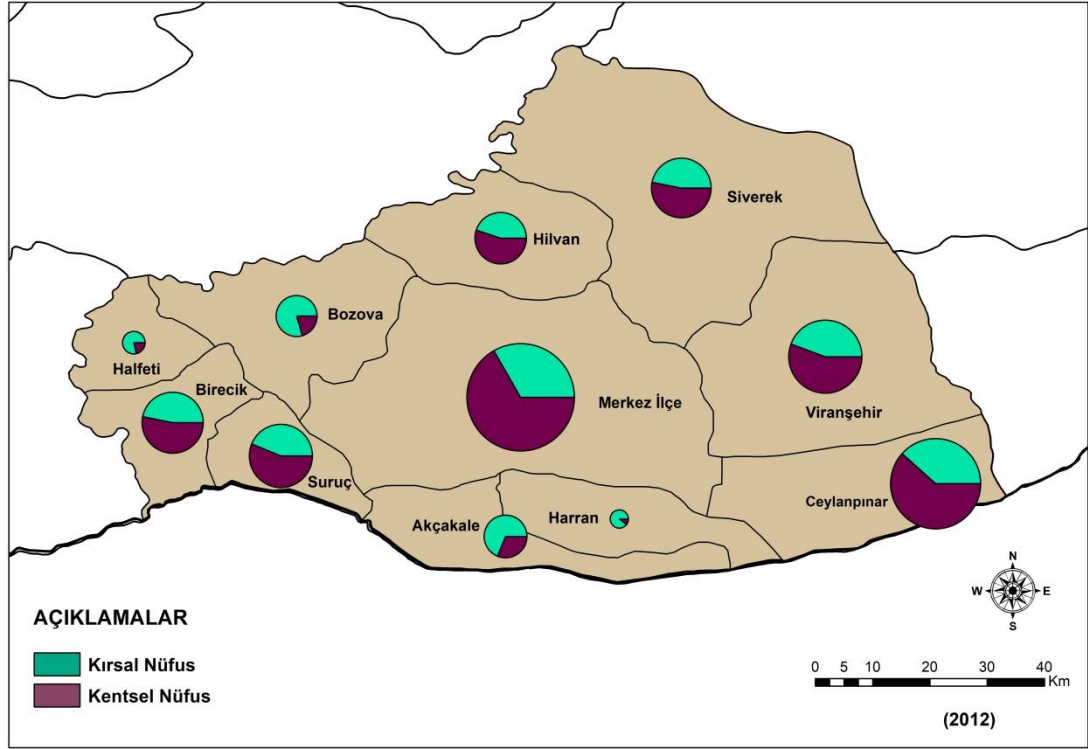 Siverek
Hilvan
Bozova
Halfeti
Birecik
Merkez İlçe
Viranşehir
Suruç
Ceylanpınar
Akçakale
Harran
N
W
E
S
AÇIKLAMALAR
Kırsal Nüfus
Kentsel Nüfus
0 5 10 20 30 40
Km
(2012)